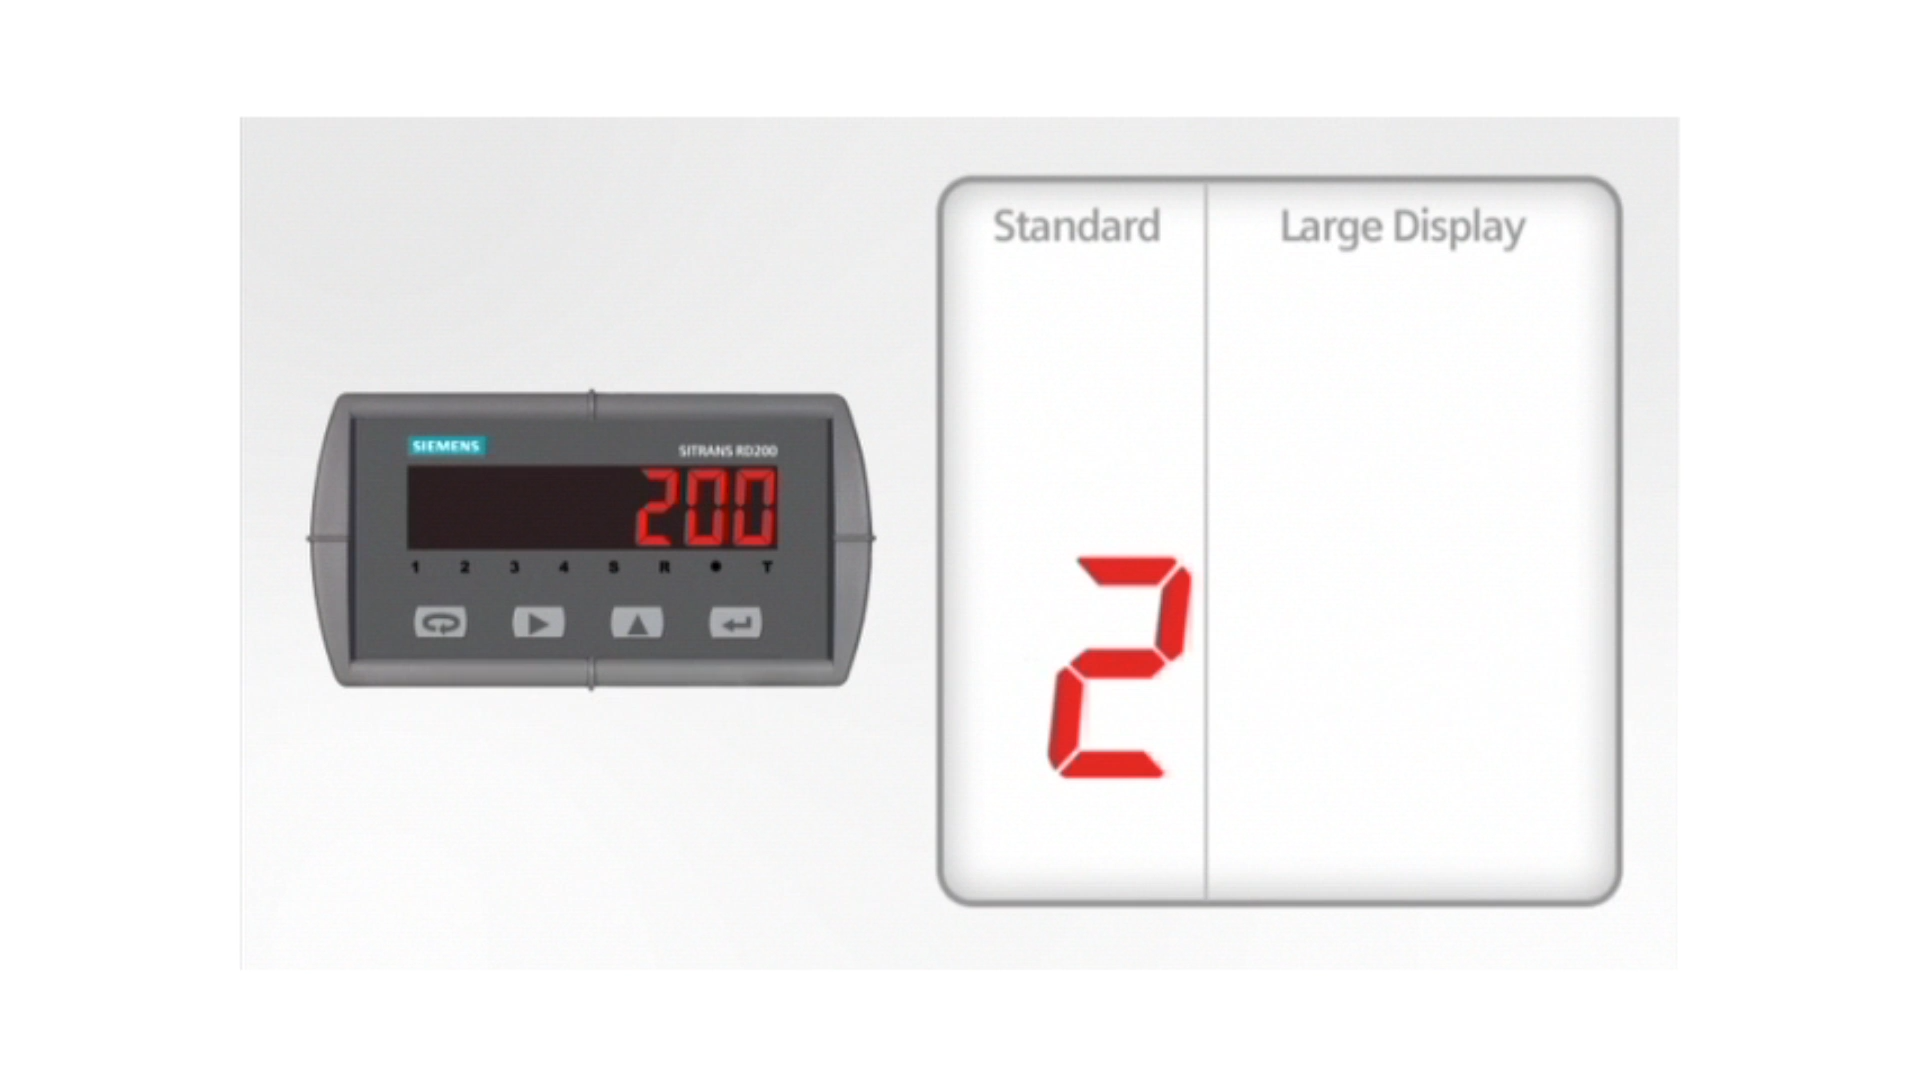 SIEMENS
SITRANS RD200
200
1 2 3 4 S R T
Standard
Large Display
2